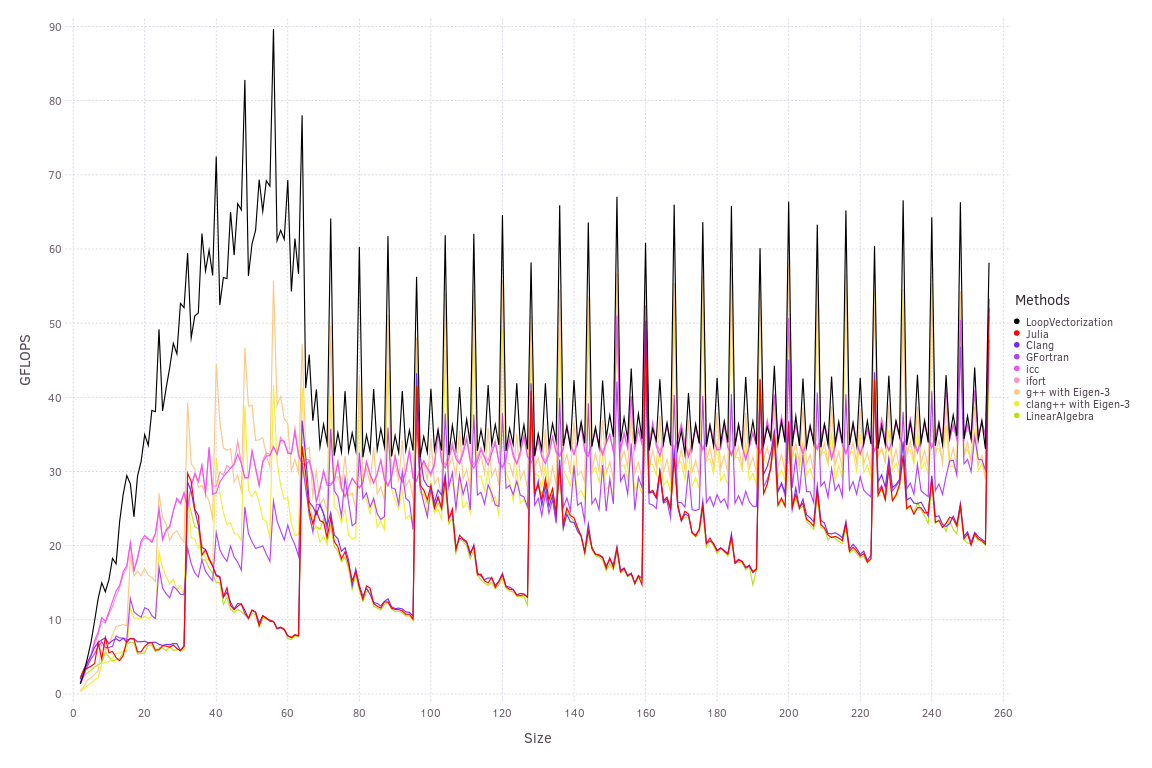 90
80
70
60
50
40
30
20
10
0
GFLOPS
0 20 40 60 80 100 120 140 160 180 200 220 240 260
Size
Methods
LoopVectorization
Julia
Clang
GFortran
icc
ifort
g++ with Eigen-3
clang++ with Eigen-3
LinearAlgebra